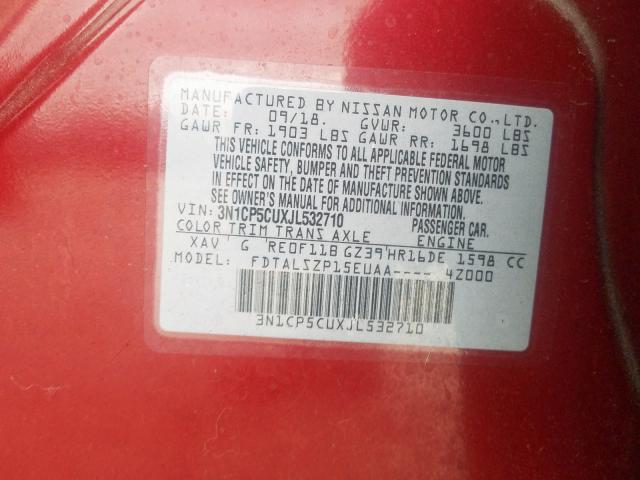 MANUFACTURED BY NISSAN MOTOR CO., LTD.
DATE: 09/18. GVWR: 3600 LBS
GAWR FR: 1903 LBS GAWR RR: 1698 LBS
THIS VEHICLE CONFORMS TO ALL APPLICABLE FEDERAL MOTOR
VEHICLE SAFETY, BUMPER AND THEFT PREVENTION STANDARDS
IN EFFECT ON THE DATE OF MANUFACTURE SHOWN ABOVE.
SEE OWNER'S MANUAL FOR ADDITIONAL INFORMATION.
VIN: 3N1CP5CUXJL532710 PASSENGER CAR.
COLOR TRIM TRANS AXLE ENGINE
XAV G RE0F11B GZ39 HR16DE 1598 CC
MODEL: FDTALSZP15EUAA---- 4Z000
3N1CP5CUXJL532710